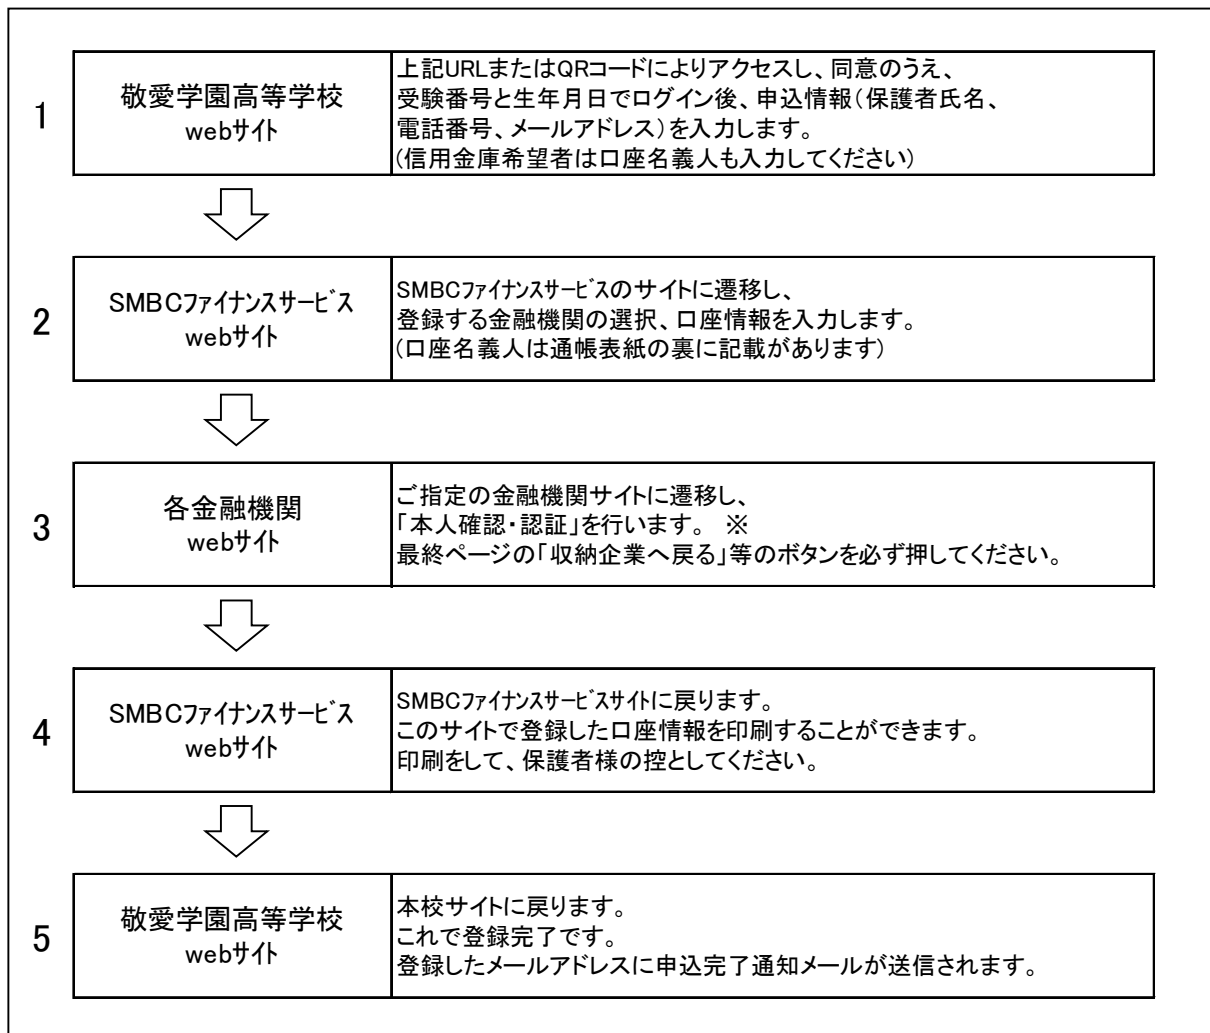 1
敬愛学園高等学校
webサイト
上記URLまたはQRコードによりアクセスし、同意のうえ、
受験番号と生年月日でログイン後、申込情報(保護者氏名、
電話番号、メールアドレス)を入力します。
(信用金庫希望者は口座名義人も入力してください)
2
SMBCファイナンスサービス
webサイト
SMBCファイナンスサービスのサイトに遷移し、
登録する金融機関の選択、口座情報を入力します。
(口座名義人は通帳表紙の裏に記載があります)
3
各金融機関
webサイト
ご指定の金融機関サイトに遷移し、
「本人確認・認証」を行います。 ※
最終ページの「収納企業へ戻る」等のボタンを必ず押してください。
4
SMBCファイナンスサービス
webサイト
SMBCファイナンスサービスサイトに戻ります。
このサイトで登録した口座情報を印刷することができます。
印刷をして、保護者様の控としてください。
5
敬愛学園高等学校
webサイト
本校サイトに戻ります。
これで登録完了です。
登録したメールアドレスに申込完了通知メールが送信されます。